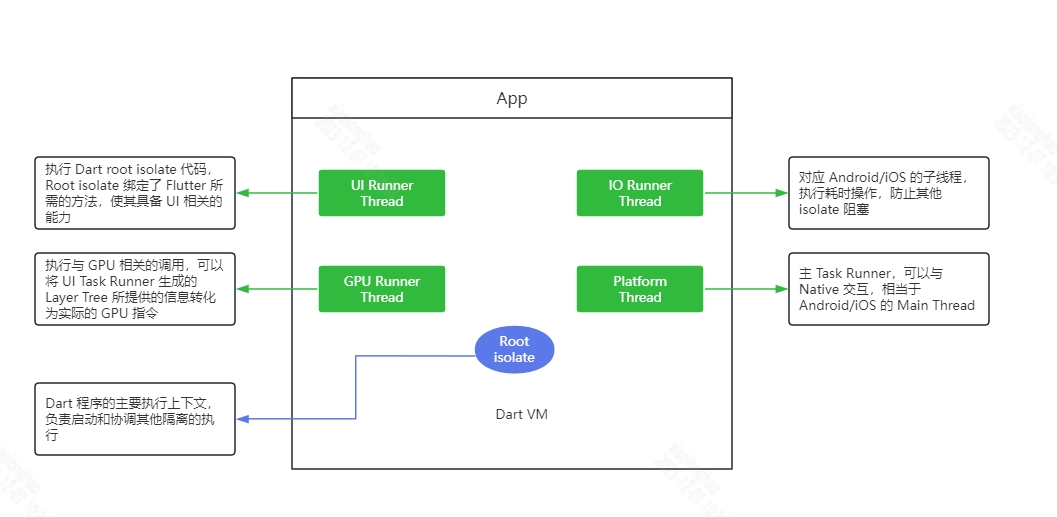 App
执行 Dart root isolate 代码，
Root isolate 绑定了 Flutter 所
需的方法，使其具备 UI 相关的
能力
UI Runner
Thread
IO Runner
Thread
对应 Android/iOS 的子线程，
执行耗时操作，防止其他
isolate 阻塞
执行与 GPU 相关的调用，可以
将 UI Task Runner 生成的
Layer Tree 所提供的信息转化
为实际的 GPU 指令
GPU Runner
Thread
Platform
Thread
主 Task Runner，可以与
Native 交互，相当于
Android/iOS 的 Main Thread
Root
isolate
Dart 程序的主要执行上下文，
负责启动和协调其他隔离的执
行
Dart VM